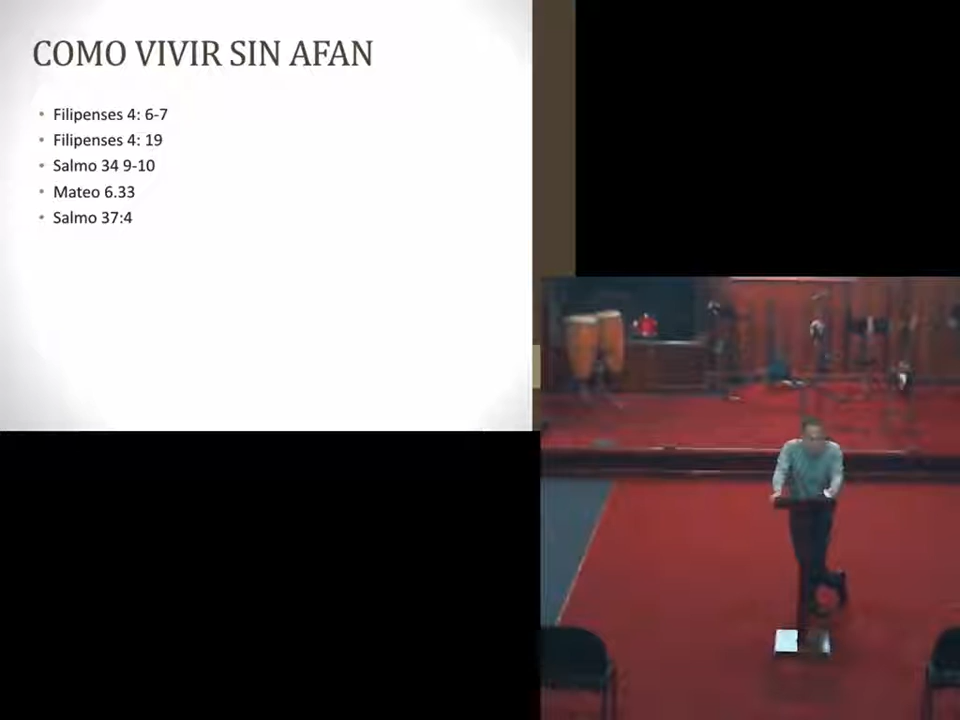 COMO VIVIR SIN AFAN
• Filipenses 4: 6-7
• Filipenses 4: 19
• Salmo 34 9-10
• Mateo 6.33
• Salmo 37:4